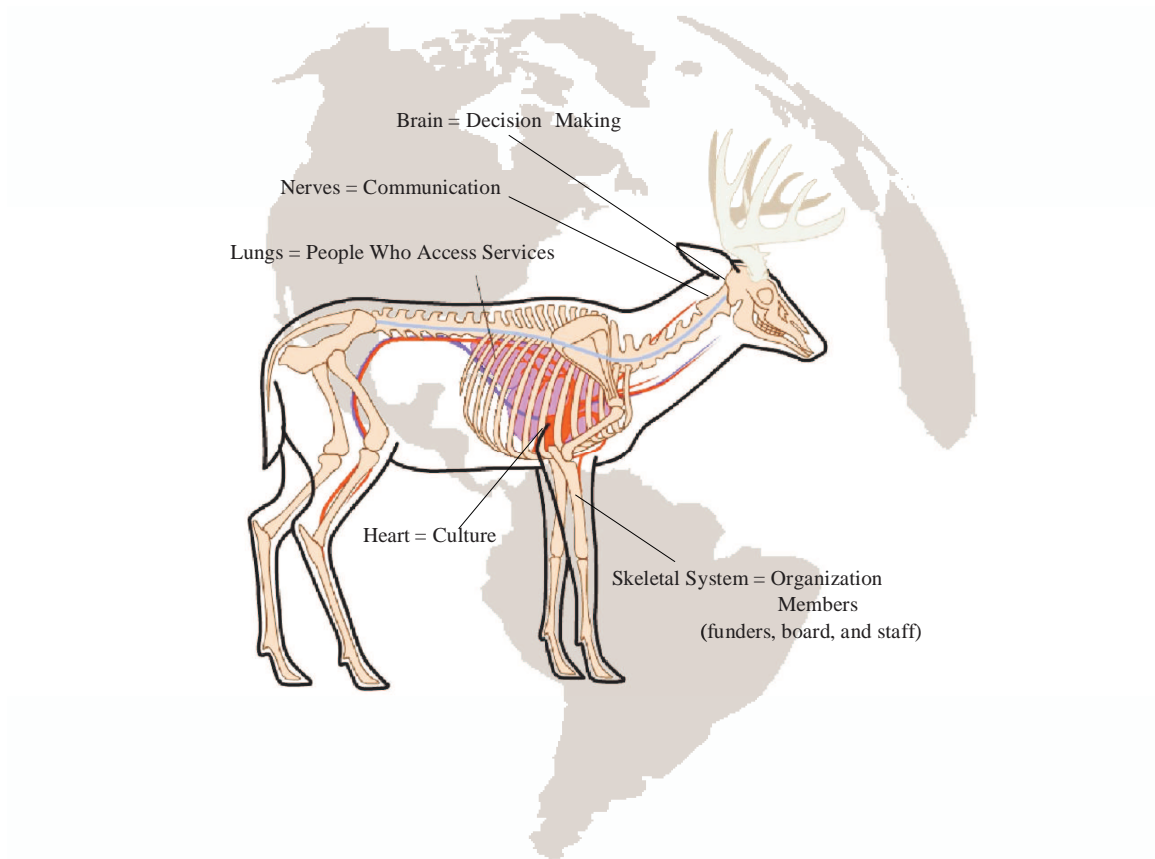 Brain = Decision Making
Nerves = Communication
Lungs = People Who Access Services
Heart = Culture
Skeletal System = Organization
Members
(funders, board, and staff)